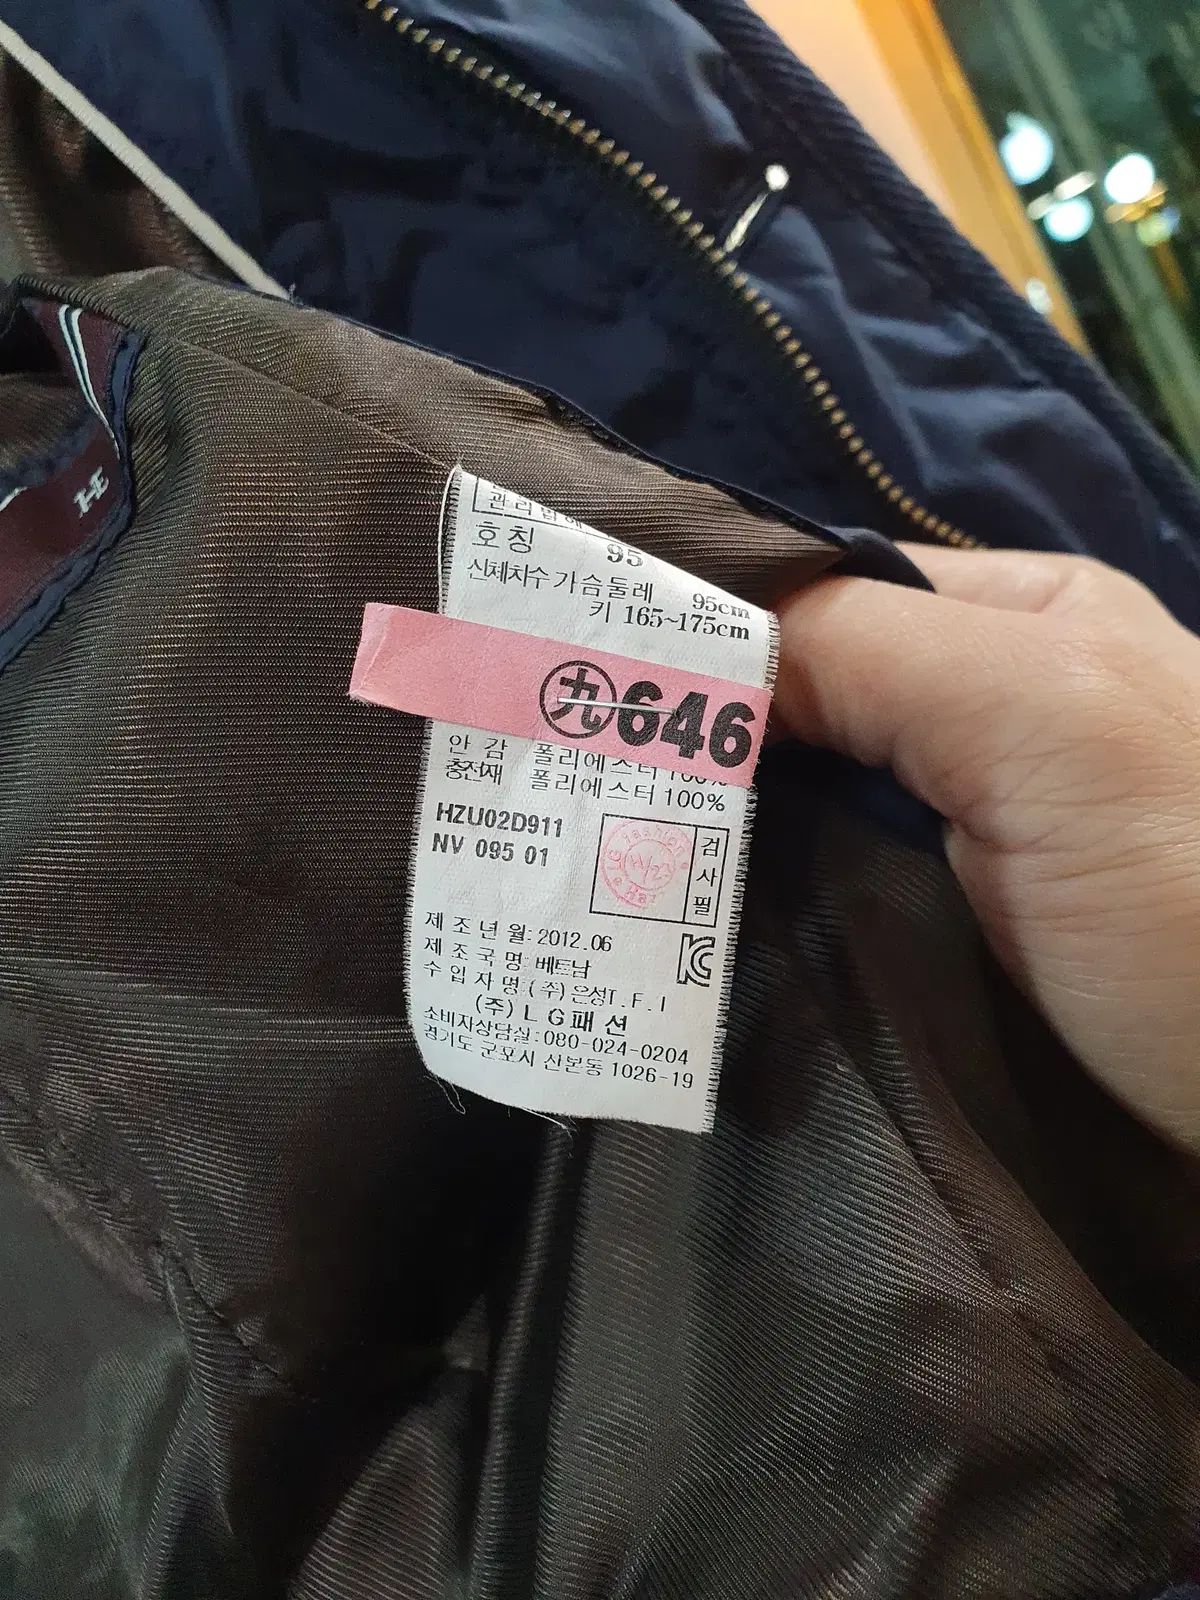 호칭 95
신체치수 가슴둘레 95cm
키 165~175cm
九646
안 감 폴리에스터 100%
충전재 폴리에스터 100%
HZU02D911
NV 095 01
검사필
제 조 년 월: 2012.06
제 조 국 명: 베트남
수 입 자 명:(주)은성T.F.I
(주)LG패션
소비자상담실:080-024-0204
경기도 군포시 산본동 1026-19